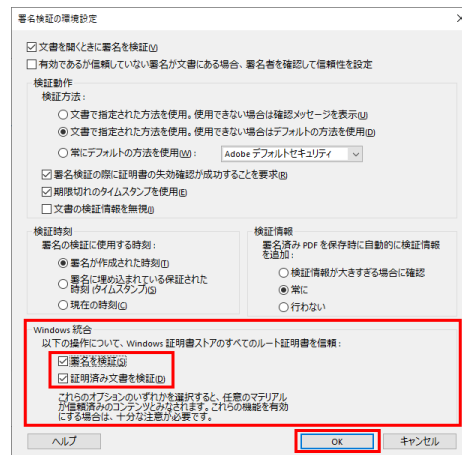 署名検証の環境設定
文書を開くときに署名を検証(V)
有効であるが信頼していない署名が文書にある場合、署名者を確認して信頼性を設定
検証動作
検証方法 :
文書で指定された方法を使用。使用できない場合は確認メッセージを表示(U)
文書で指定された方法を使用。使用できない場合はデフォルトの方法を使用(D)
常にデフォルトの方法を使用(W) : Adobe デフォルトセキュリティ
署名検証の際に証明書の失効確認が成功することを要求(R)
期限切れのタイムスタンプを使用(E)
文書の検証情報を無視(I)
検証時刻
署名の検証に使用する時刻 :
署名が作成された時刻(T)
署名に埋め込まれている保証された
時刻 (タイムスタンプ)(S)
現在の時刻(C)
検証情報
署名済み PDF を保存時に自動的に検証情報
を追加 :
検証情報が大きすぎる場合に確認
常に
行わない
Windows 統合
以下の操作について、Windows 証明書ストアのすべてのルート証明書を信頼 :
署名を検証(S)
証明済み文書を検証(D)
これらのオプションのいずれかを選択すると、任意のマテリアル
が信頼済みのコンテンツとみなされます。これらの機能を有効
にする場合は、十分な注意が必要です。
ヘルプ OK キャンセル